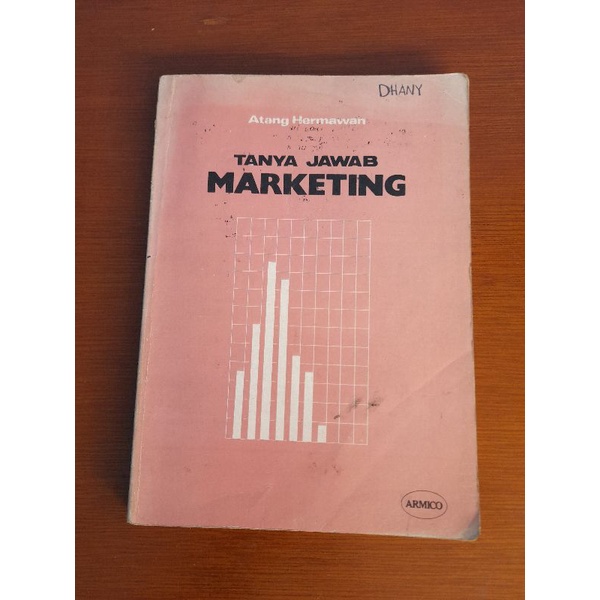 DHANY
Atang Hermawan
TANYA JAWAB
MARKETING
ARMICO